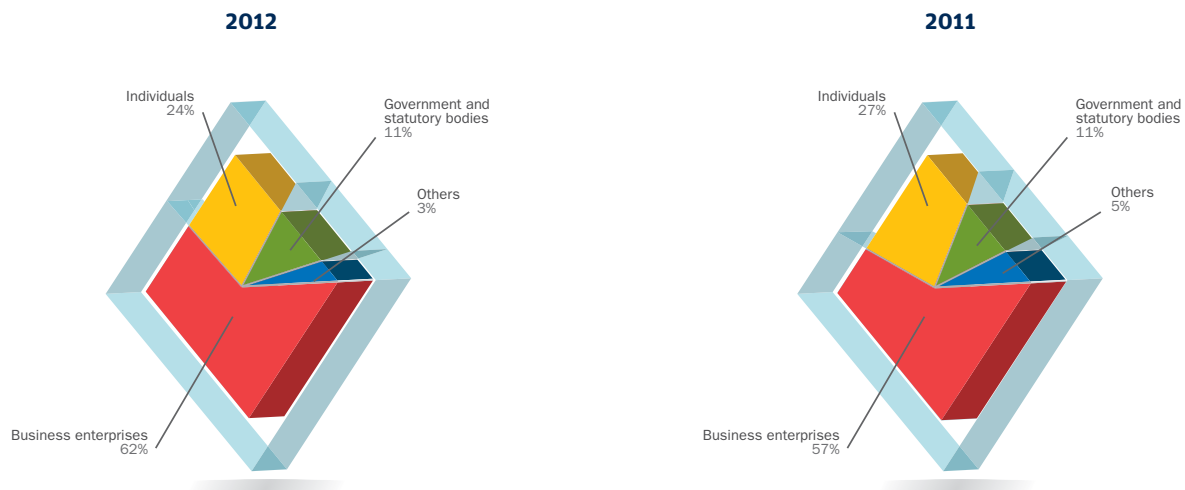 2012
Individuals
24%
Government and
statutory bodies
11%
Others
3%
Business enterprises
62%
2011
Individuals
27%
Government and
statutory bodies
11%
Others
5%
Business enterprises
57%